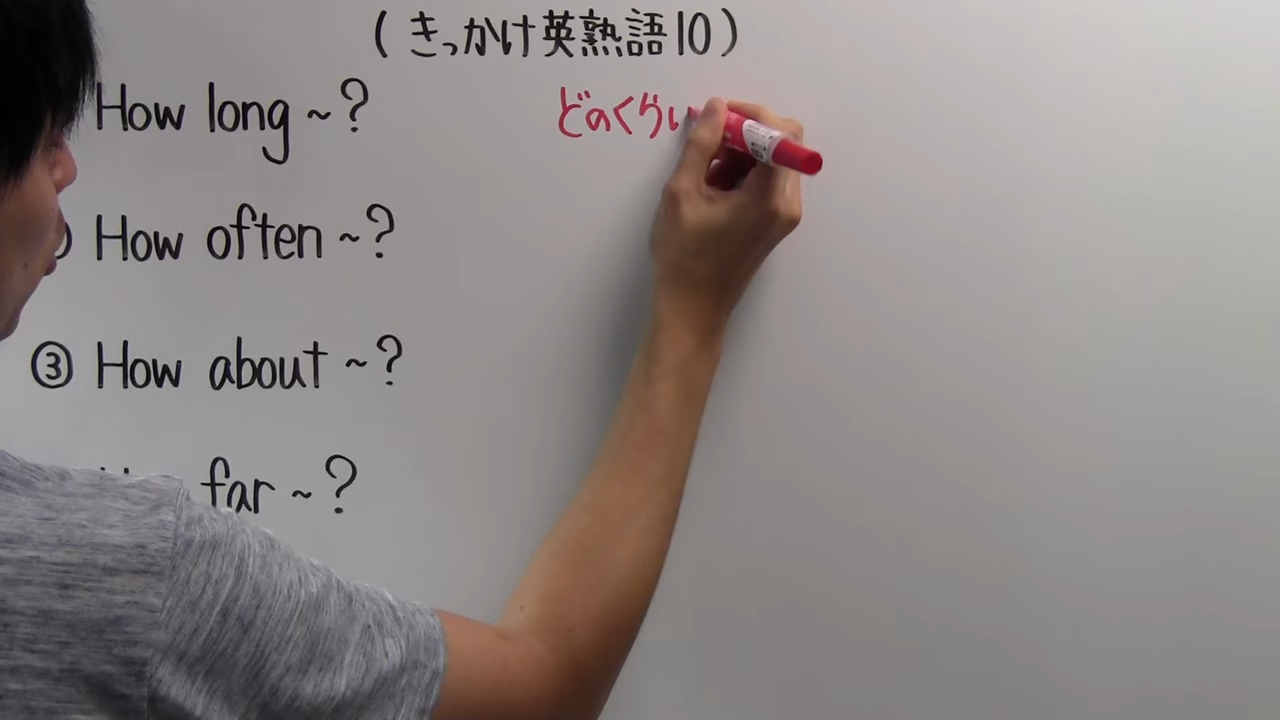 (きっかけ英熟語10)
How long ~? どのくらい
How often ~?
③ How about ~?
far ~?